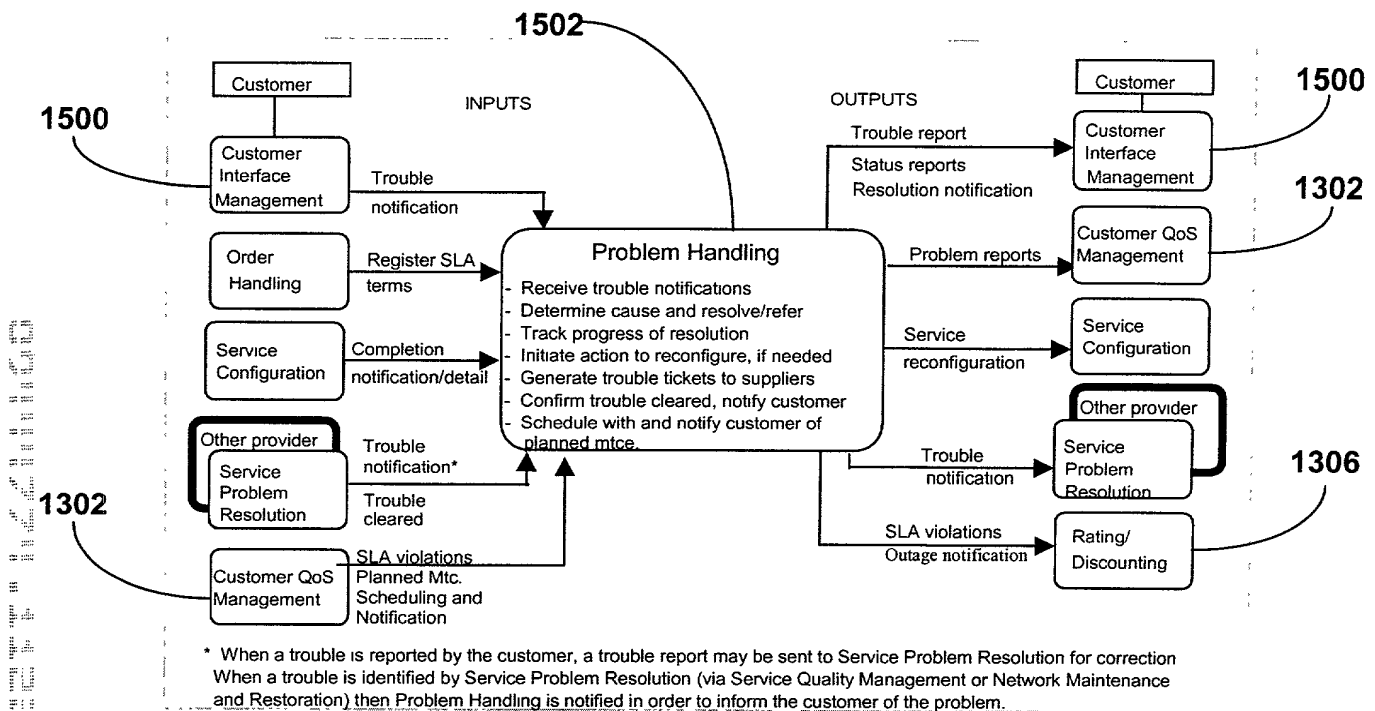 1502
Customer
INPUTS
OUTPUTS
Customer
1500
1500
Customer
Interface
Management
Trouble
notification
Trouble report
Status reports
Resolution notification
Customer
Interface
Management
1302
Order
Handling
Register SLA
terms
Problem Handling
- Receive trouble notifications
- Determine cause and resolve/refer
- Track progress of resolution
- Initiate action to reconfigure, if needed
- Generate trouble tickets to suppliers
- Confirm trouble cleared, notify customer
- Schedule with and notify customer of
planned mtce.
Problem reports
Customer QoS
Management
Service
Configuration
Completion
notification/detail
Service
reconfiguration
Service
Configuration
Other provider
Service
Problem
Resolution
Trouble
notification*
Trouble
cleared
Trouble
notification
Other provider
Service
Problem
Resolution
1302
1306
Customer QoS
Management
SLA violations
Planned Mtc.
Scheduling and
Notification
SLA violations
Outage notification
Rating/
Discounting
* When a trouble is reported by the customer, a trouble report may be sent to Service Problem Resolution for correction
When a trouble is identified by Service Problem Resolution (via Service Quality Management or Network Maintenance
and Restoration) then Problem Handling is notified in order to inform the customer of the problem.